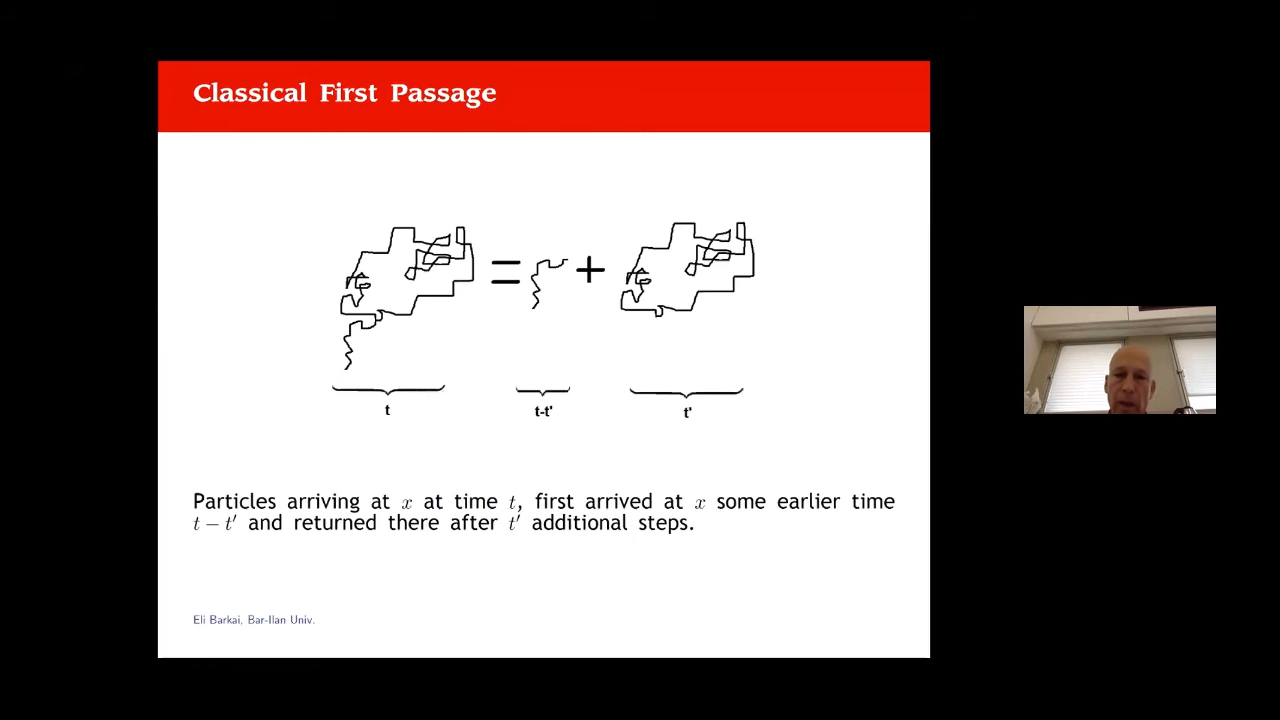 Classical First Passage
= +
t t-t' t'
Particles arriving at x at time t, first arrived at x some earlier time
t − t′ and returned there after t′ additional steps.
Eli Barkai, Bar-Ilan Univ.